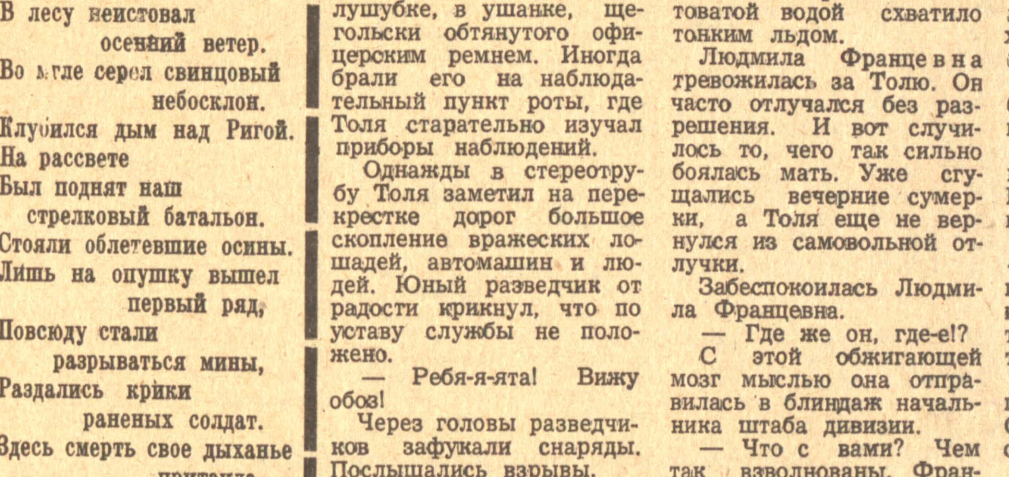 В лесу неистовал
осенний ветер.
Во мгле серел свинцовый
небосклон.
Клубился дым над Ригой.
На рассвете
Был поднят наш
стрелковый батальон.
Стояли облетевшие осины.
Лишь на опушку вышел
первый ряд,
Повсюду стали
разрываться мины,
Раздались крики
раненых солдат.
Здесь смерть свое дыханье
лушубке, в ушанке, ще-
гольски обтянутого офи-
церским ремнем. Иногда
брали его на наблюда-
тельный пункт роты, где
Толя старательно изучал
приборы наблюдений.
Однажды в стереотру-
бу Толя заметил на пере-
крестке дорог большое
скопление вражеских ло-
шадей, автомашин и лю-
дей. Юный разведчик от
радости крикнул, что по
уставу службы не поло-
жено.
— Ребя-я-ята! Вижу
обоз!
Через головы разведчи-
ков зафукали снаряды.
Послышались взрывы.
товатой водой схватило
тонким льдом.
Людмила Францевна
тревожилась за Толю. Он
часто отлучался без раз-
решения. И вот случи-
лось то, чего так сильно
боялась мать. Уже сгу-
щались вечерние сумер-
ки, а Толя еще не вер-
нулся из самовольной от-
лучки.
Забеспокоилась Людми-
ла Францевна.
— Где же он, где-е!?
С этой обжигающей
мозг мыслью она отпра-
вилась в блиндаж началь-
ника штаба дивизии.
— Что с вами? Чем
так взволнованы, Фран-